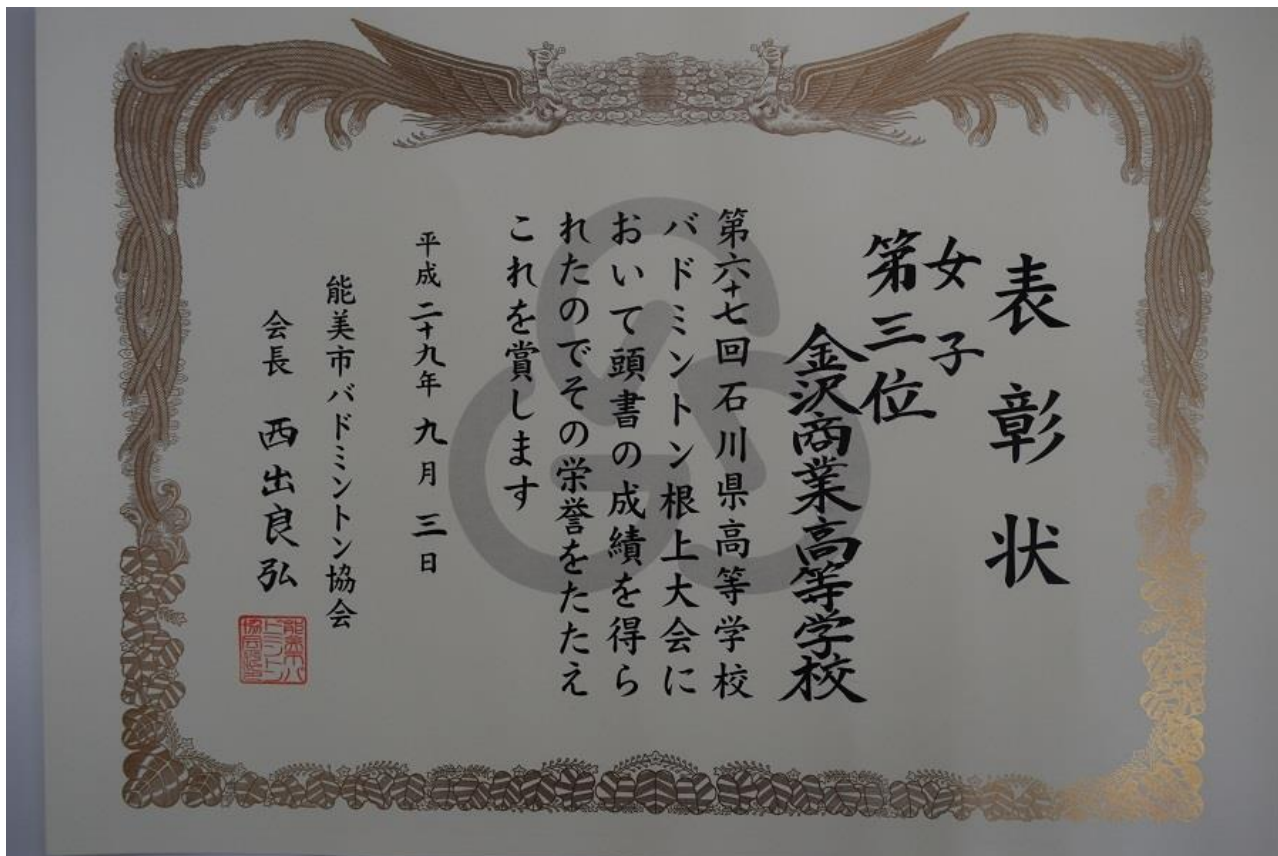 表彰状
女子
第三位
金沢商業高等学校
第六十七回石川県高等学校
バドミントン根上大会に
おいて頭書の成績を得ら
れたのでその栄誉をたたえ
これを賞します
平成二十九年 九月 三日
能美市バドミントン協会
会長 西出良弘